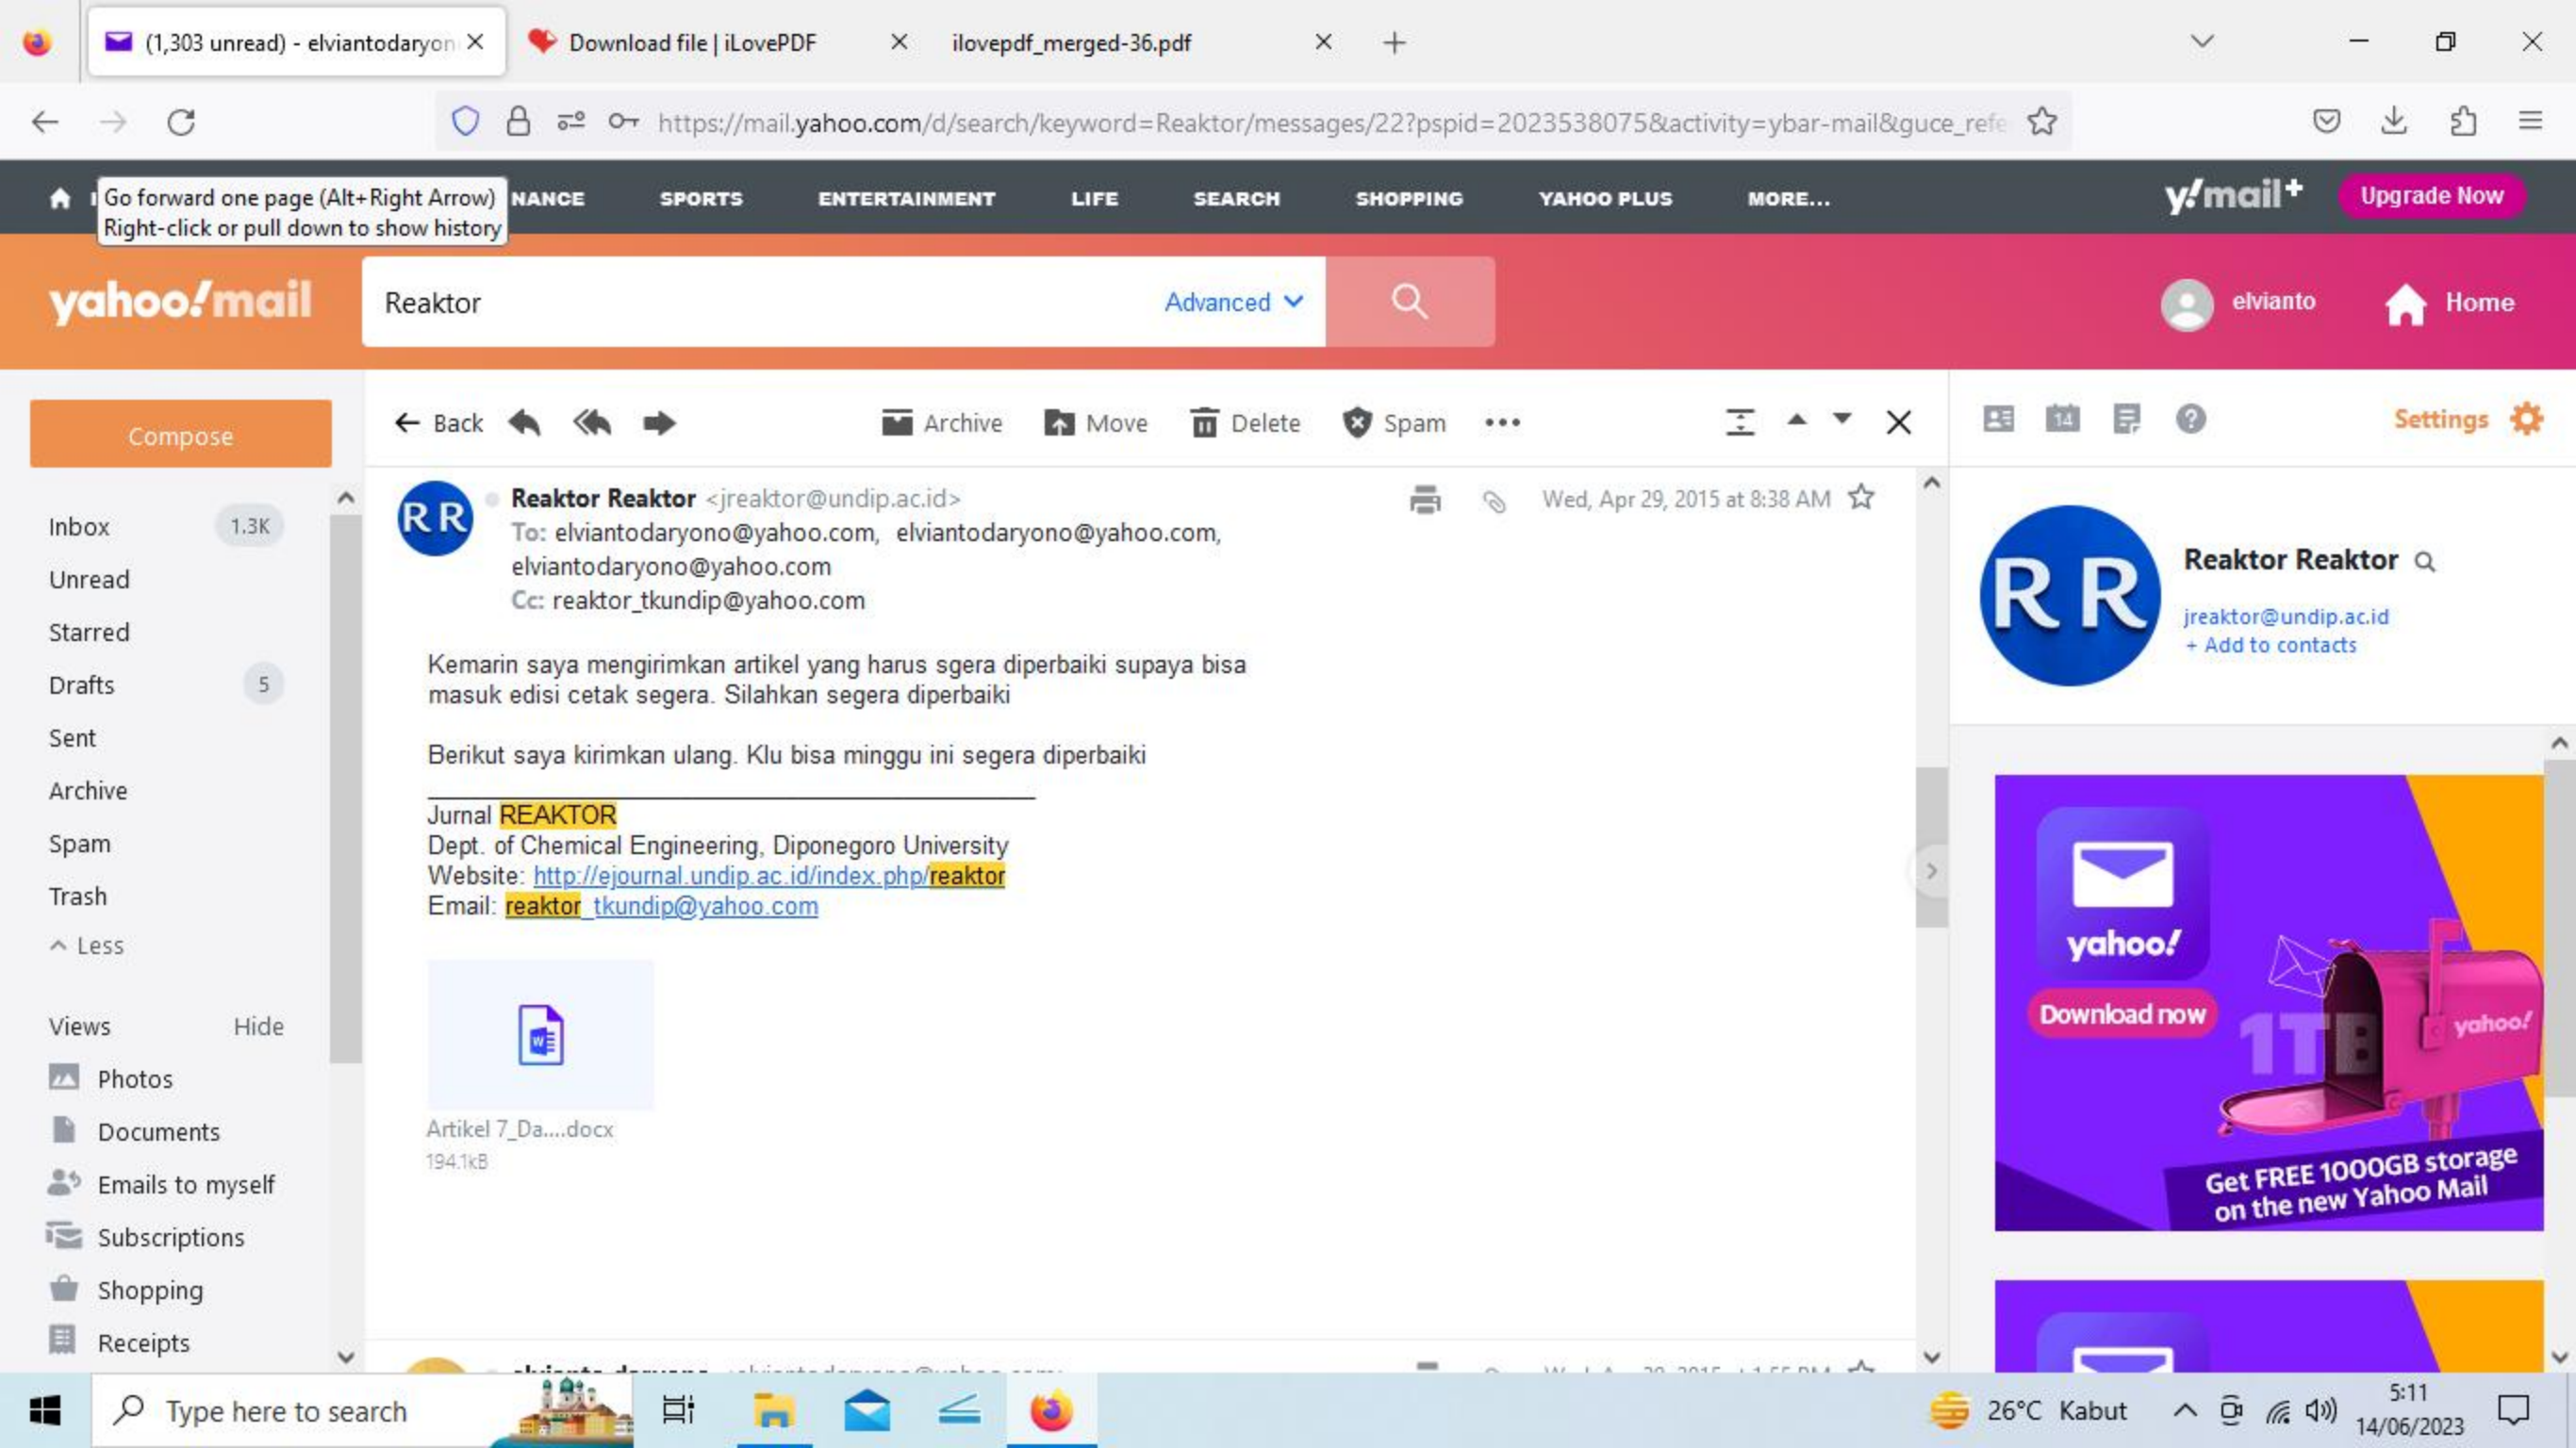 (1,303 unread) - elviantodaryon
Download file | iLovePDF
ilovepdf_merged-36.pdf
https://mail.yahoo.com/d/search/keyword=Reaktor/messages/22?pspid=2023538075&activity=ybar-mail&guce_refe
Go forward one page (Alt+Right Arrow)
Right-click or pull down to show history
NANCE SPORTS ENTERTAINMENT LIFE SEARCH SHOPPING YAHOO PLUS MORE... y!mail+ Upgrade Now
yahoo!mail Reaktor Advanced elvianto Home
Compose
Back Archive Move Delete Spam ••• 14 Settings
Inbox 1.3K
Unread
Starred
Drafts 5
Sent
Archive
Spam
Trash
Less
Views Hide
Photos
Documents
Emails to myself
Subscriptions
Shopping
Receipts
RR Reaktor Reaktor <jreaktor@undip.ac.id> Wed, Apr 29, 2015 at 8:38 AM
To: elviantodaryono@yahoo.com, elviantodaryono@yahoo.com,
elviantodaryono@yahoo.com
Cc: reaktor_tkundip@yahoo.com
Kemarin saya mengirimkan artikel yang harus sgera diperbaiki supaya bisa
masuk edisi cetak segera. Silahkan segera diperbaiki
Berikut saya kirimkan ulang. Klu bisa minggu ini segera diperbaiki
Jurnal REAKTOR
Dept. of Chemical Engineering, Diponegoro University
Website: http://ejournal.undip.ac.id/index.php/reaktor
Email: reaktor_tkundip@yahoo.com
W
Artikel 7_Da....docx
194.1kB
RR
Reaktor Reaktor
jreaktor@undip.ac.id
+ Add to contacts
yahoo!
Download now
1TB
yahoo!
Get FREE 1000GB storage
on the new Yahoo Mail
Type here to search
26°C Kabut
5:11
14/06/2023